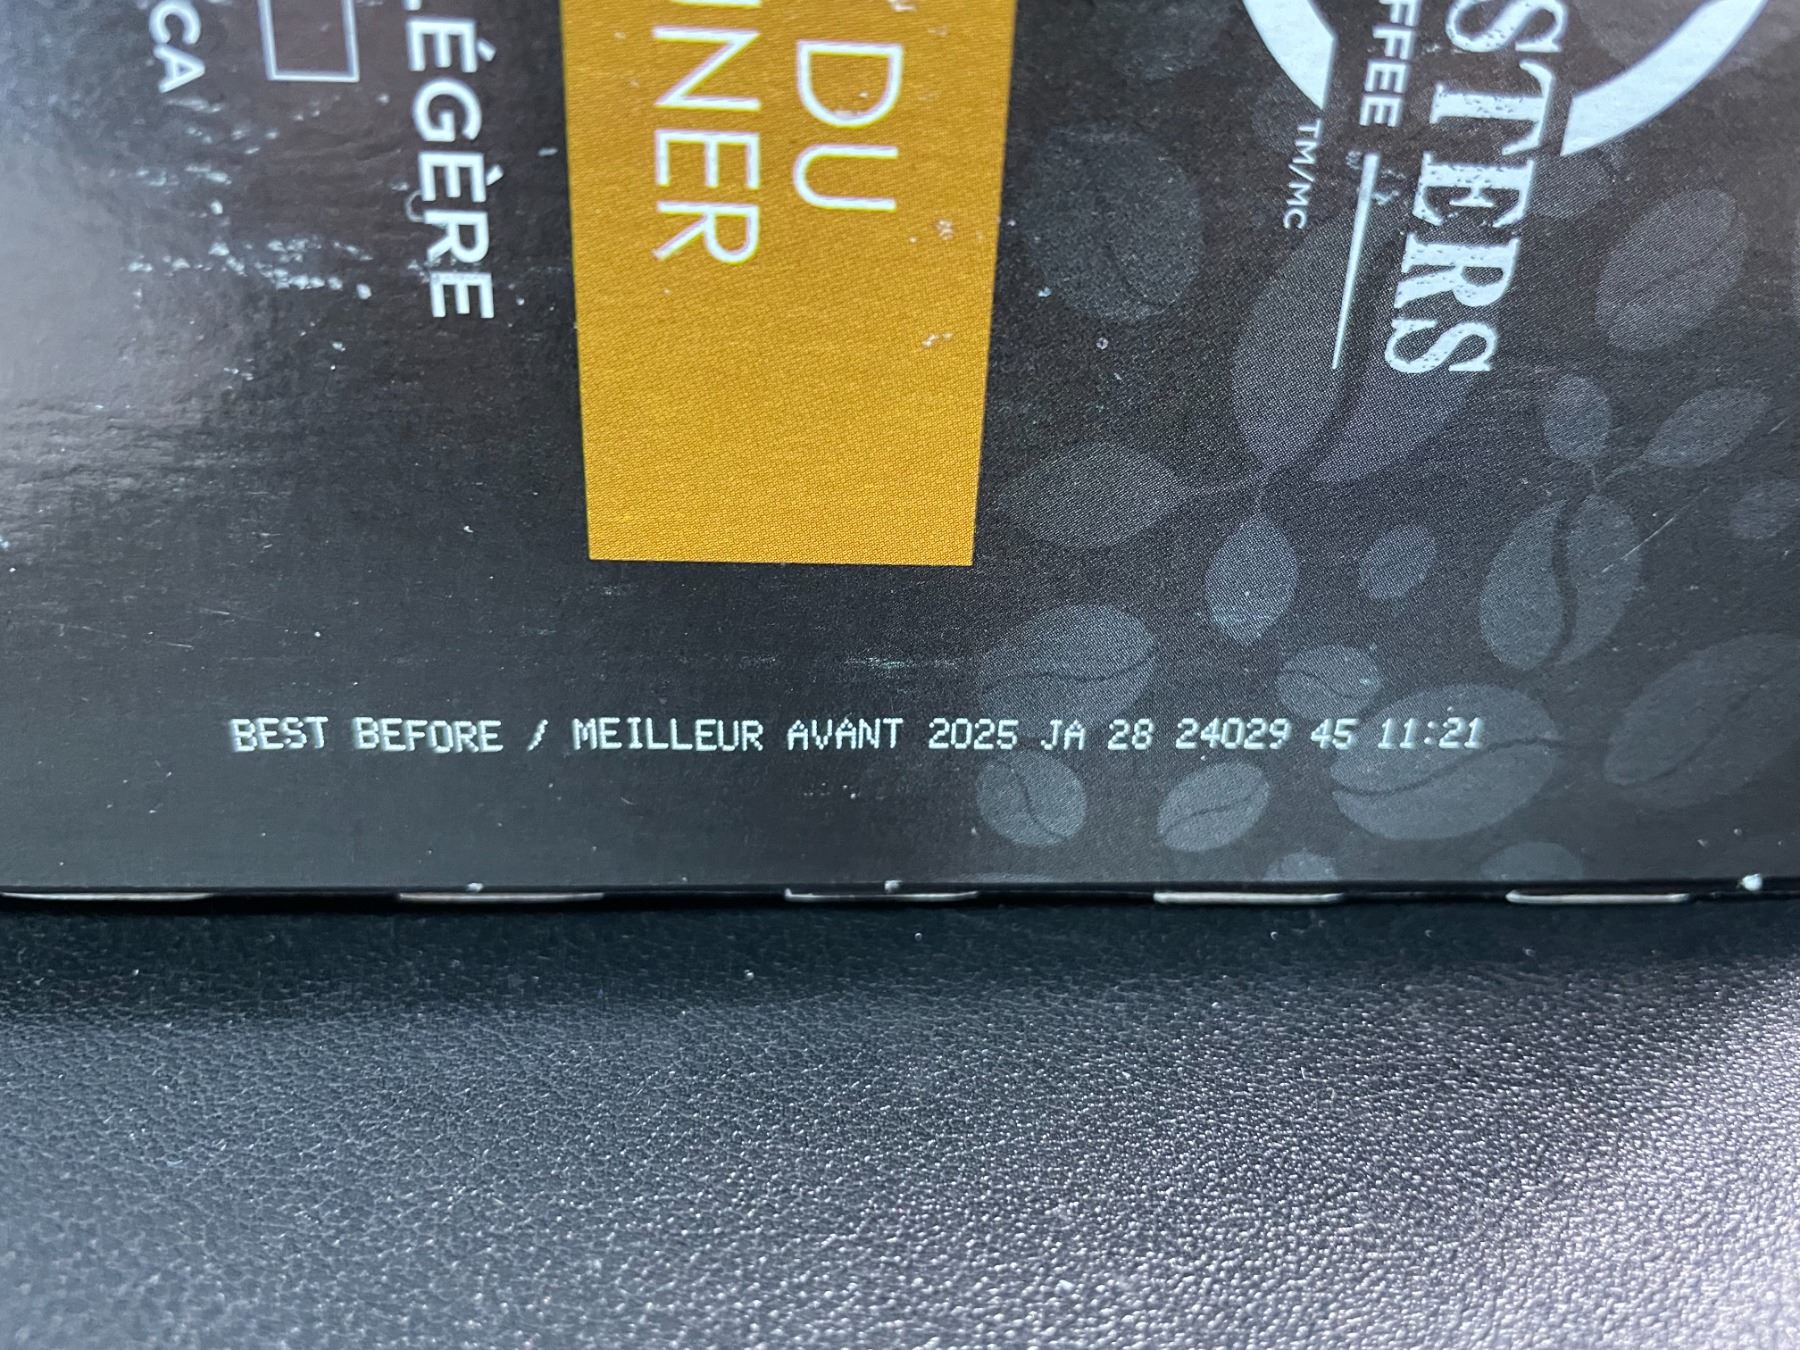 CA
LÉGÈRE
DU
NER
STERS
FFEE
TM/MC
BEST BEFORE / MEILLEUR AVANT 2025 JA 28 24029 45 11:21